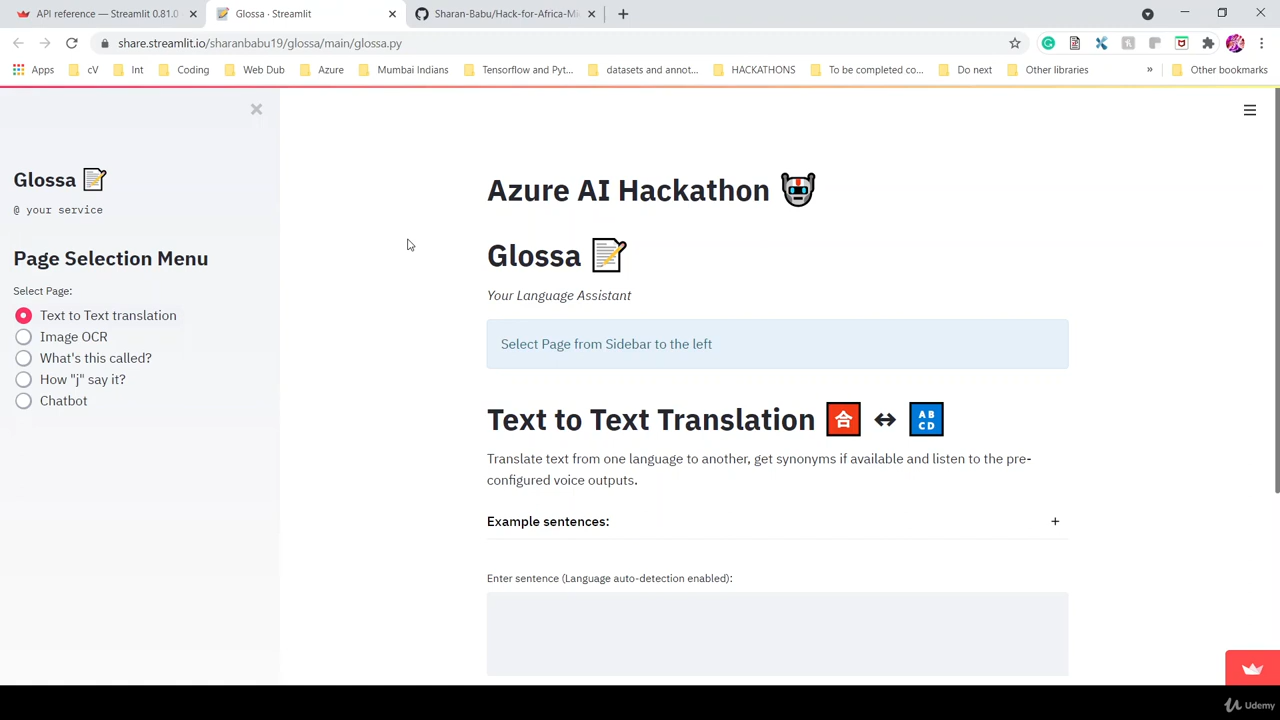 API reference — Streamlit 0.81.0
Glossa · Streamlit
Sharan-Babu/Hack-for-Africa-Mi
share.streamlit.io/sharanbabu19/glossa/main/glossa.py
Apps cV Int Coding Web Dub Azure Mumbai Indians Tensorflow and Pyt... datasets and annot... HACKATHONS To be completed co... Do next Other libraries » Other bookmarks
Glossa
@ your service
Page Selection Menu
Select Page:
Text to Text translation
Image OCR
What's this called?
How "j" say it?
Chatbot
Azure AI Hackathon
Glossa
Your Language Assistant
Select Page from Sidebar to the left
Text to Text Translation 合 ↔ AB CD
Translate text from one language to another, get synonyms if available and listen to the pre-
configured voice outputs.
Example sentences: +
Enter sentence (Language auto-detection enabled):
Udemy